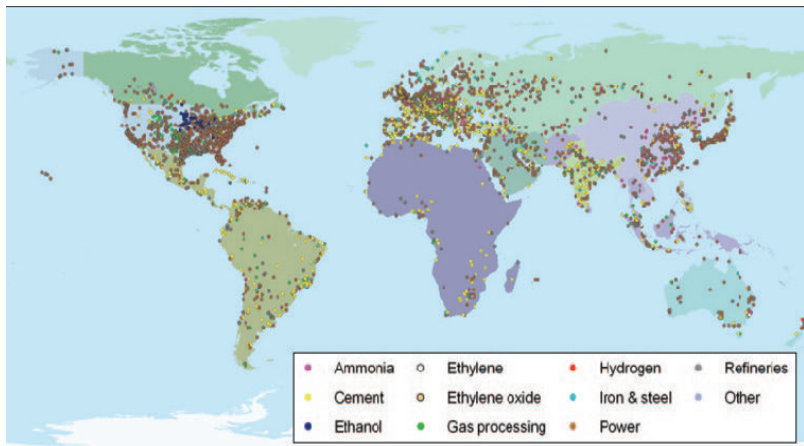 Ammonia Ethylene Hydrogen Refineries
Cement Ethylene oxide Iron & steel Other
Ethanol Gas processing Power